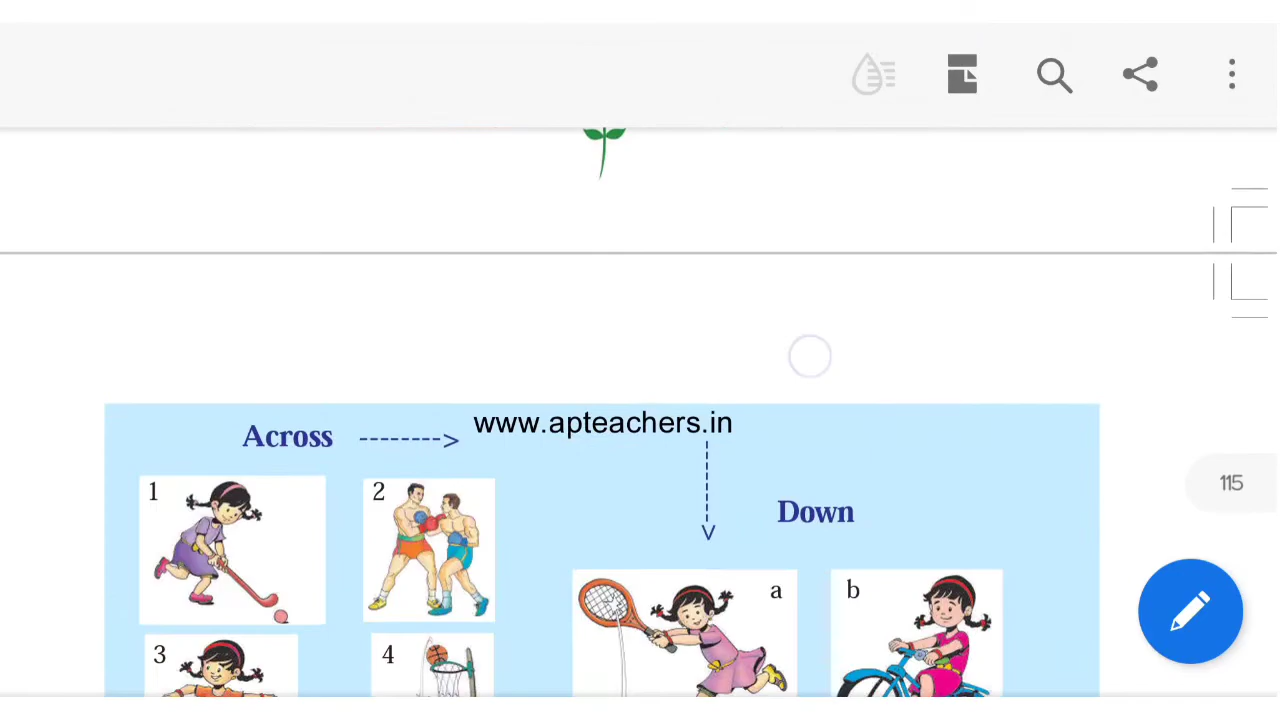 www.apteachers.in
Across -------->
Down
1
2
a
b
3
4
115